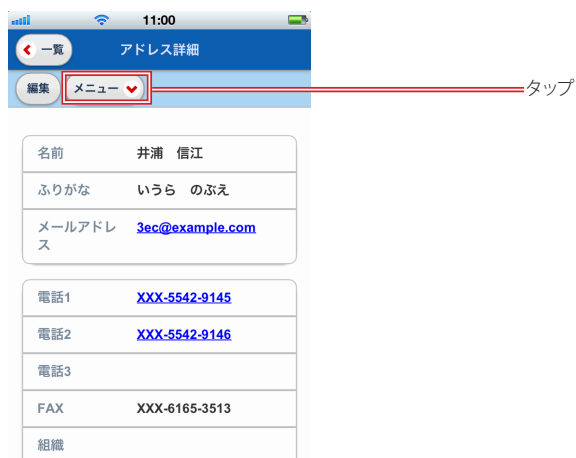 11:00
一覧
アドレス詳細
編集
メニュー
タップ
名前 井浦　信江
ふりがな いうら　のぶえ
メールアドレ
ス
3ec@example.com
電話1 XXX-5542-9145
電話2 XXX-5542-9146
電話3
FAX XXX-6165-3513
組織